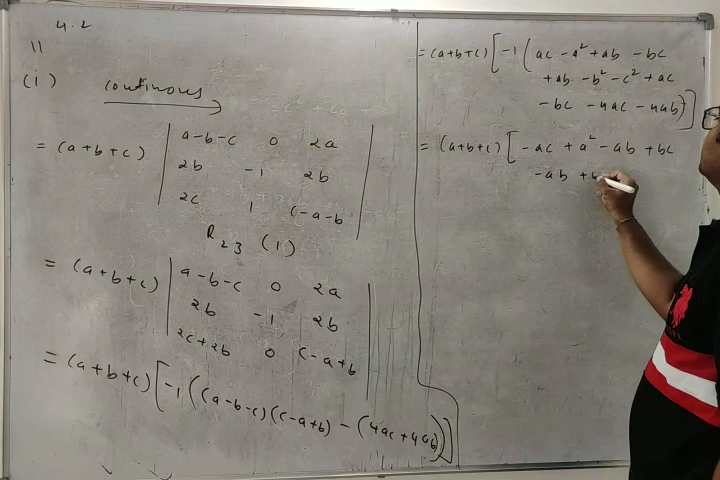 4.2
11
(i) continous
= (a+b+c) | a-b-c 0 2a |
2b -1 2b
2c 1 c-a-b
R23 (1)
= (a+b+c) | a-b-c 0 2a |
2b -1 2b
2c+2b 0 c-a+b
= (a+b+c) [-1 ((a-b-c)(c-a+b) - (4ac+4ab))]
= (a+b+c) [-1 (ac - a² + ab - bc
+ab - b² - c² + ac
- bc - 4ac - 4ab)]
= (a+b+c) [- ac + a² - ab + bc
- ab +